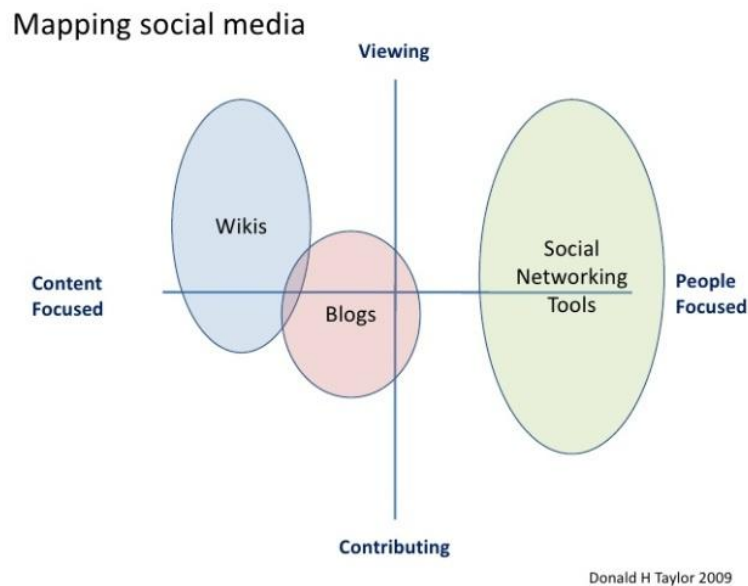 Mapping social media
Viewing
Wikis
Social
Networking
Tools
Content
Focused
People
Focused
Blogs
Contributing
Donald H Taylor 2009